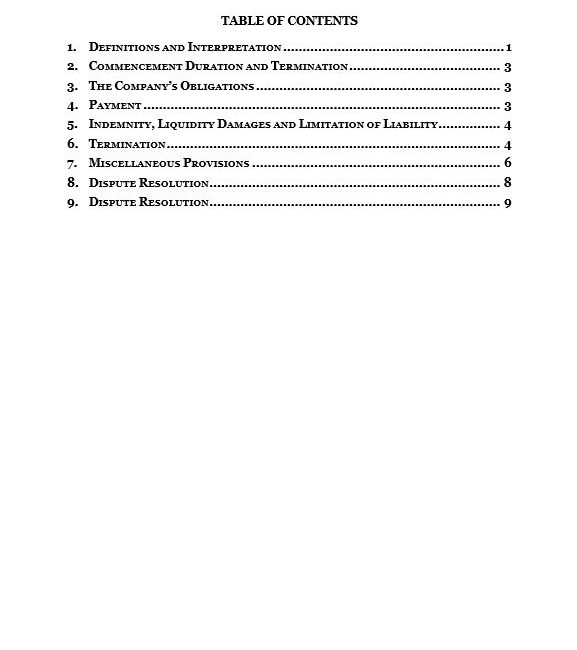 TABLE OF CONTENTS
1. Definitions and Interpretation........................................................1
2. Commencement Duration and Termination....................................... 3
3. The Company's Obligations............................................................... 3
4. Payment............................................................................................ 3
5. Indemnity, Liquidity Damages and Limitation of Liability................ 4
6. Termination...................................................................................... 4
7. Miscellaneous Provisions................................................................ 6
8. Dispute Resolution........................................................................... 8
9. Dispute Resolution........................................................................... 9